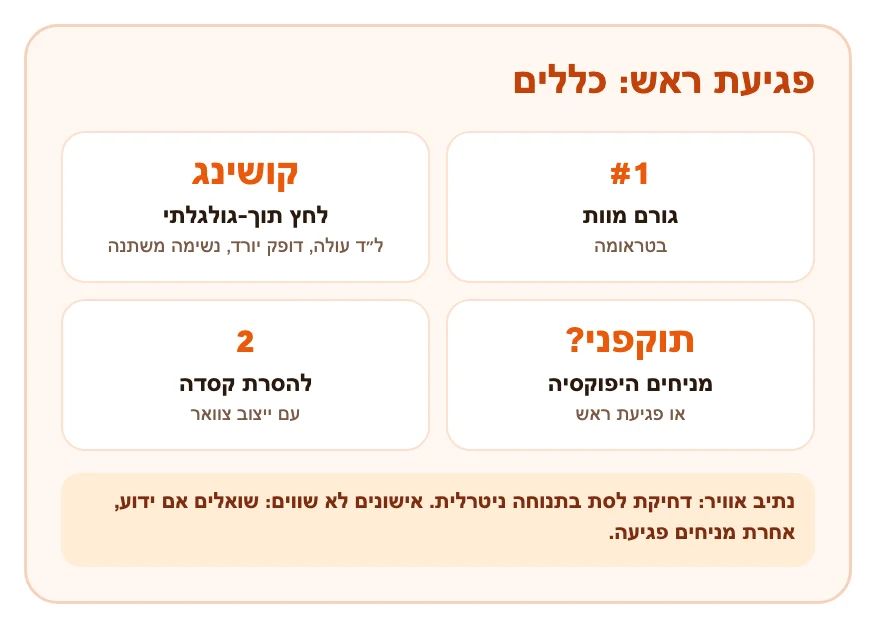 פגיעת ראש: כללים
#1
גורם מוות
בטראומה
קושינג
לחץ תוך-גולגלתי
ל״ד עולה, דופק יורד, נשימה משתנה
תוקפני?
מניחים היפוקסיה
או פגיעת ראש
2
להסרת קסדה
עם ייצוב צוואר
נתיב אוויר: דחיקת לסת בתנוחה ניטרלית. אישונים לא שווים: שואלים אם ידוע,
אחרת מניחים פגיעה.